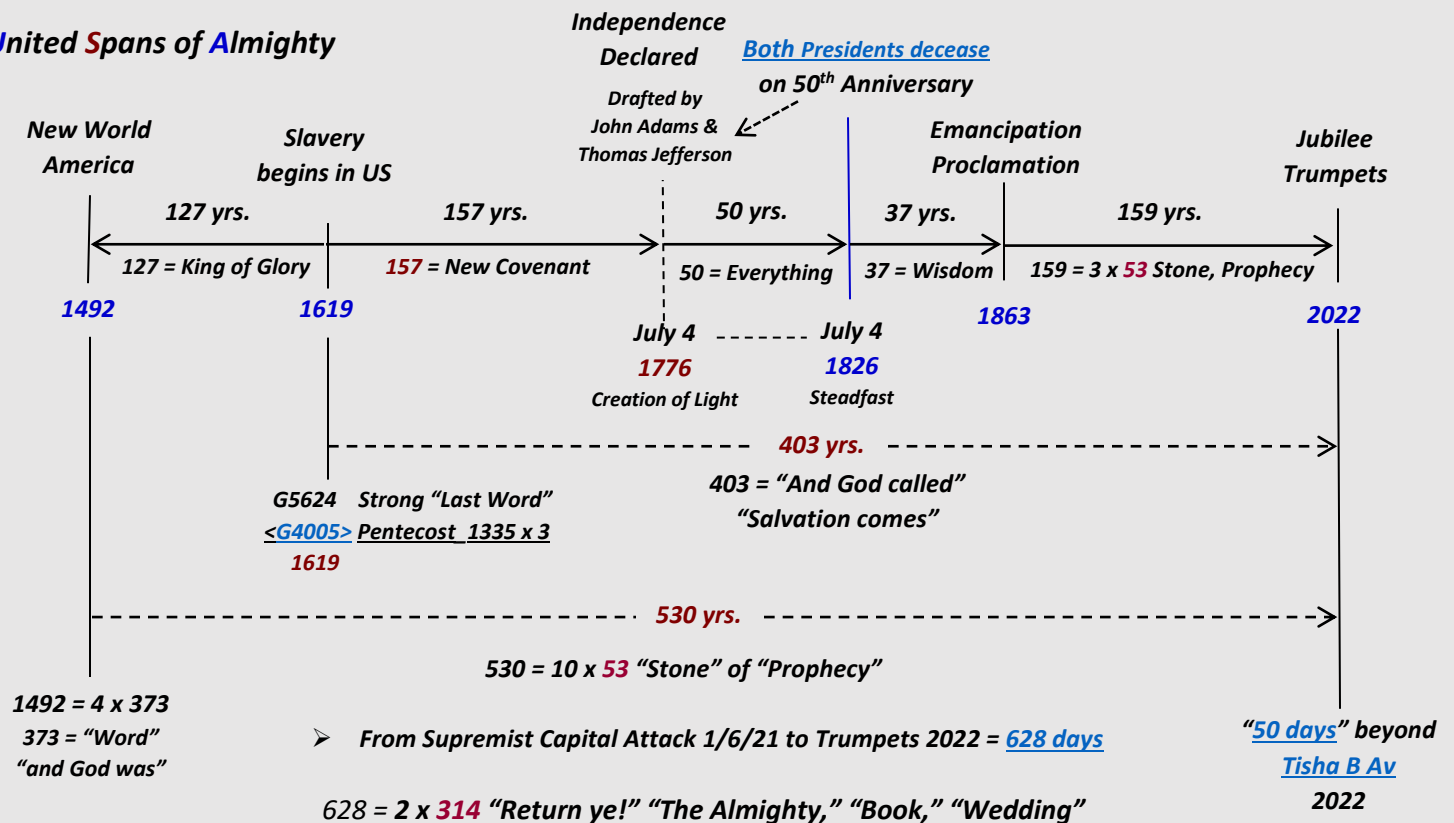 United Spans of Almighty
Independence
Declared
Both Presidents decease
on 50th Anniversary
Drafted by
John Adams &
Thomas Jefferson
New World
America
Slavery
begins in US
Emancipation
Proclamation
Jubilee
Trumpets
127 yrs.
157 yrs.
50 yrs.
37 yrs.
159 yrs.
127 = King of Glory
157 = New Covenant
50 = Everything
37 = Wisdom
159 = 3 x 53 Stone, Prophecy
1492
1619
1863
2022
July 4
July 4
1776
1826
Creation of Light
Steadfast
403 yrs.
403 = "And God called"
"Salvation comes"
G5624 Strong "Last Word"
<G4005> Pentecost_1335 x 3
1619
530 yrs.
530 = 10 x 53 "Stone" of "Prophecy"
1492 = 4 x 373
373 = "Word"
"and God was"
➢ From Supremist Capital Attack 1/6/21 to Trumpets 2022 = 628 days
628 = 2 x 314 "Return ye!" "The Almighty," "Book," "Wedding"
"50 days" beyond
Tisha B Av
2022